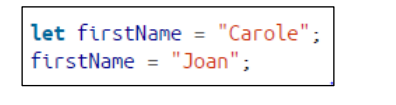 let firstName = "Carole";
firstName = "Joan";